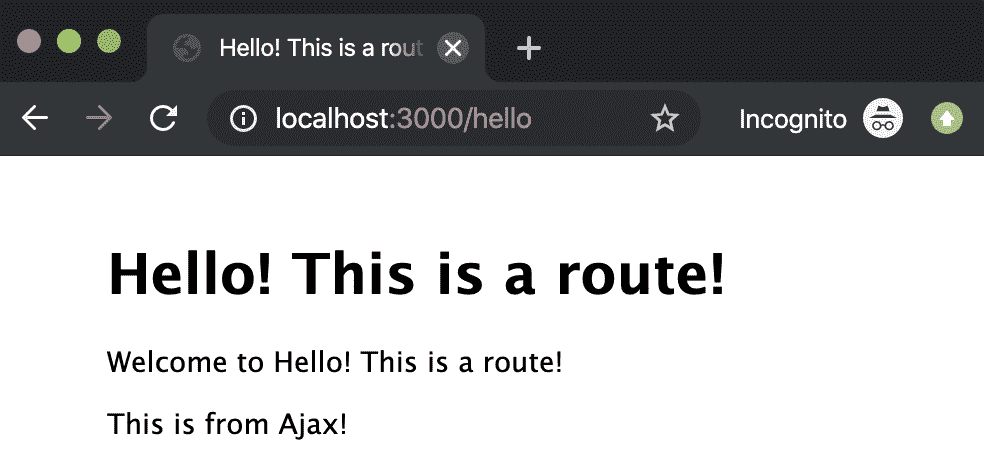 Hello! This is a rout
localhost:3000/hello
Incognito
Hello! This is a route!
Welcome to Hello! This is a route!
This is from Ajax!